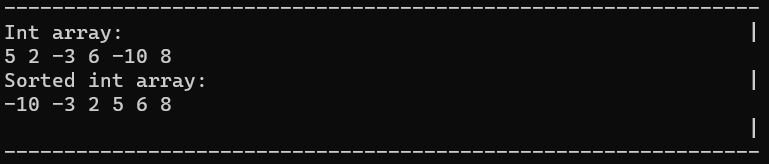 ---------------------------------------------------------------
Int array:                                                    |
5 2 -3 6 -10 8
Sorted int array:                                             |
-10 -3 2 5 6 8
                                                              |
---------------------------------------------------------------